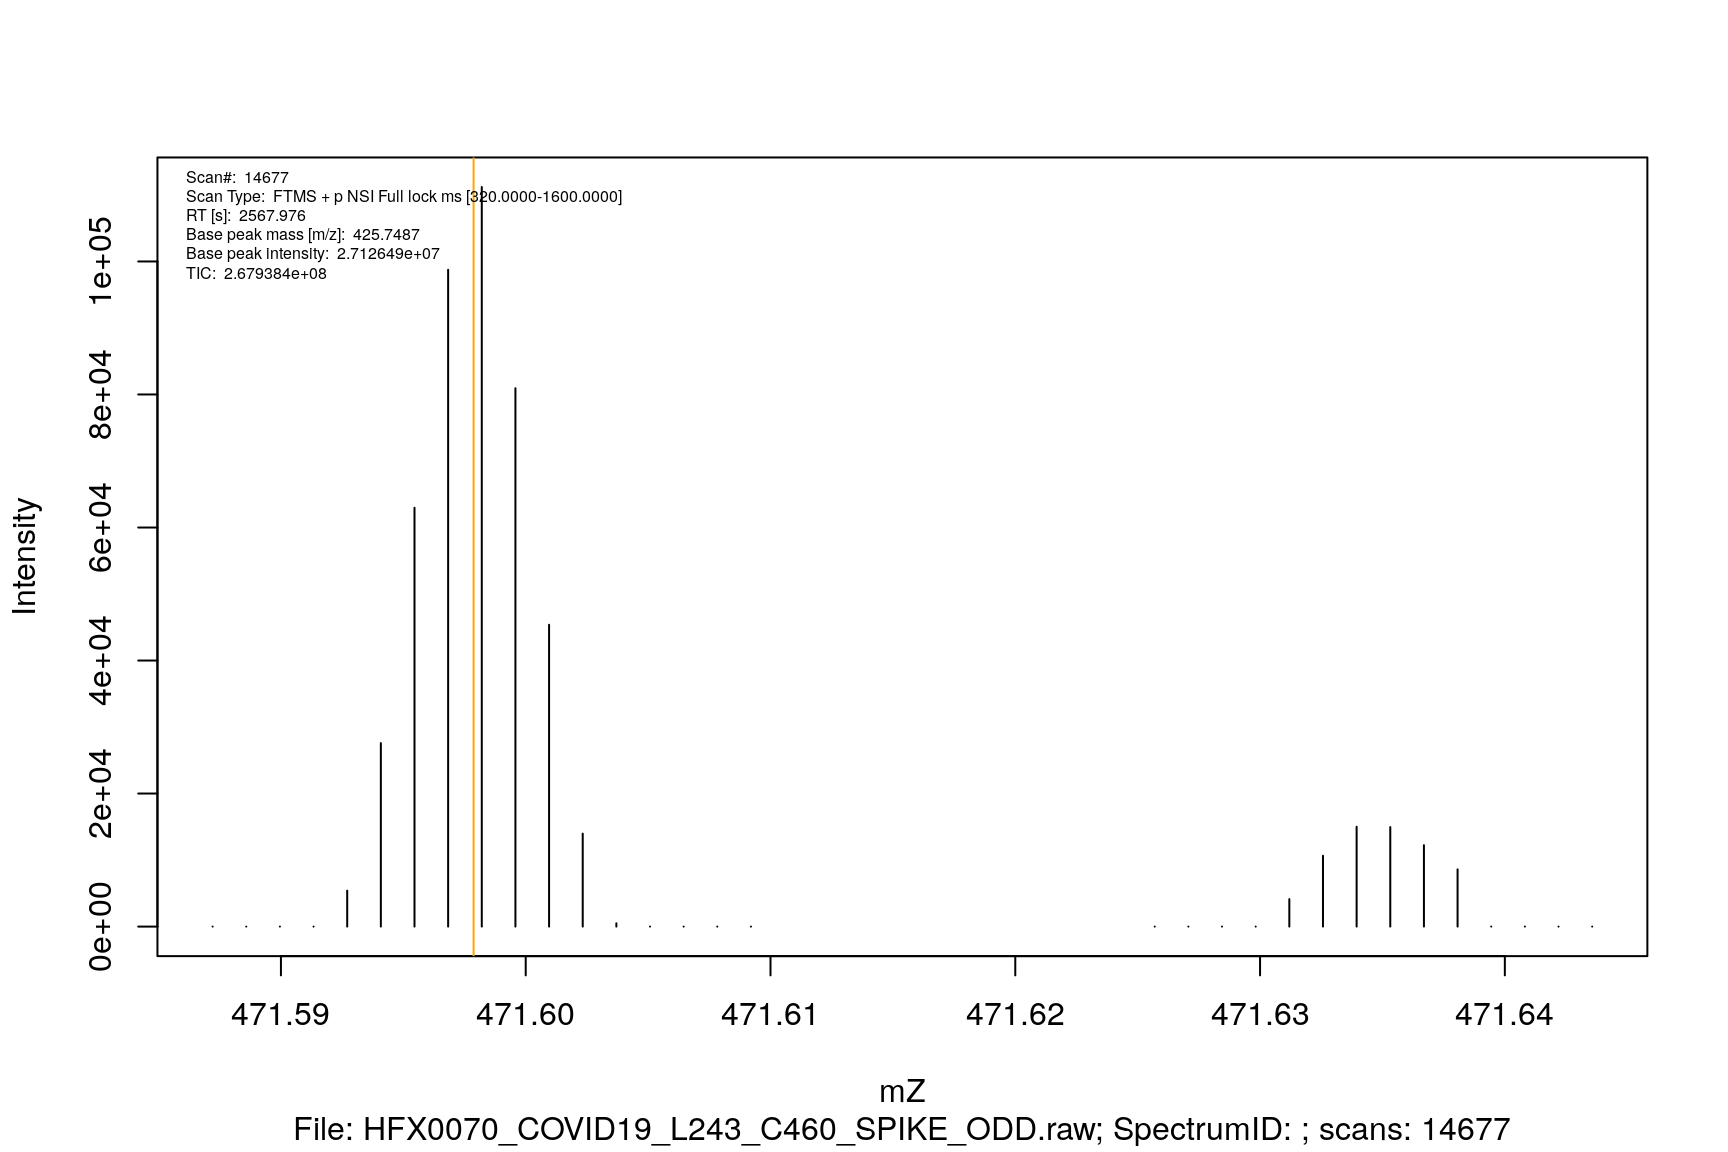 Scan#: 14677
Scan Type: FTMS + p NSI Full lock ms [320.0000-1600.0000]
RT [s]: 2567.976
Base peak mass [m/z]: 425.7487
Base peak intensity: 2.712649e+07
TIC: 2.679384e+08
1e+05
8e+04
6e+04
4e+04
2e+04
0e+00
Intensity
471.59 471.60 471.61 471.62 471.63 471.64
mZ
File: HFX0070_COVID19_L243_C460_SPIKE_ODD.raw; SpectrumID: ; scans: 14677